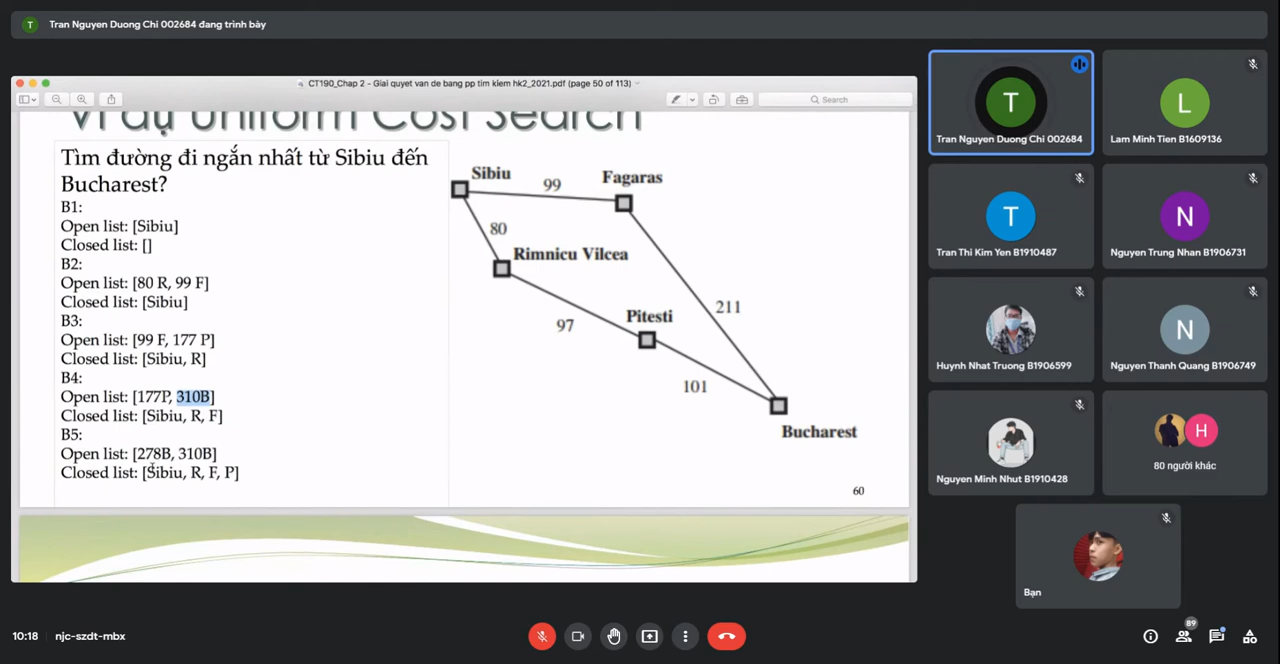 T Tran Nguyen Duong Chi 002684 đang trình bày
CT190_Chap 2 - Giai quyet van de bang pp tim kiem hk2_2021.pdf (page 50 of 113)
Search
Ví dụ Uniform Cost Search
Tìm đường đi ngắn nhất từ Sibiu đến
Bucharest?
B1:
Open list: [Sibiu]
Closed list: []
B2:
Open list: [80 R, 99 F]
Closed list: [Sibiu]
B3:
Open list: [99 F, 177 P]
Closed list: [Sibiu, R]
B4:
Open list: [177P, 310B]
Closed list: [Sibiu, R, F]
B5:
Open list: [278B, 310B]
Closed list: [Sibiu, R, F, P]
Sibiu
99
Fagaras
80
Rimnicu Vilcea
97
Pitesti
211
101
Bucharest
60
T
Tran Nguyen Duong Chi 002684
L
Lam Minh Tien B1609136
T
Tran Thi Kim Yen B1910487
N
Nguyen Trung Nhan B1906731
Huynh Nhat Truong B1906599
N
Nguyen Thanh Quang B1906749
Nguyen Minh Nhut B1910428
H
80 người khác
Bạn
10:18 njc-szdt-mbx
89